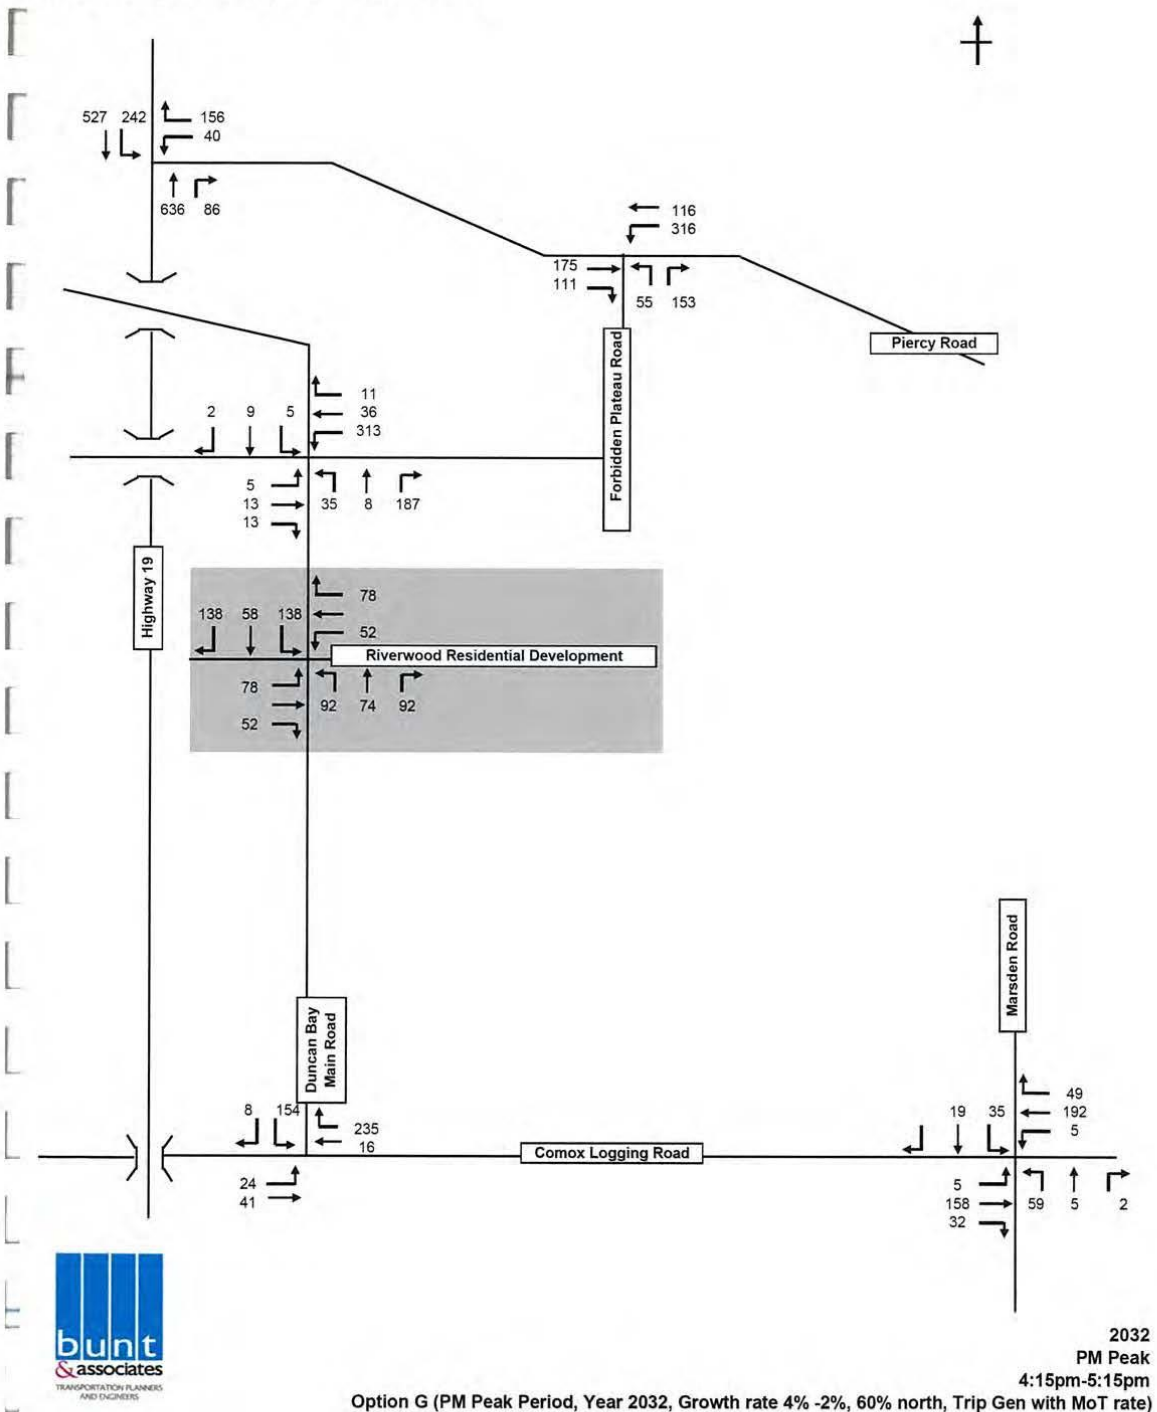 527 242 156
40
636 86
116
316
175
111
55 153
Piercy Road
Forbidden Plateau Road
11
2 9 5 36
313
5
13 35 8 187
13
Highway 19
78
138 58 138
52
Riverwood Residential Development
78
92 74 92
52
Marsden Road
Duncan Bay
Main Road
8 154
235
16
Comox Logging Road
24
41
49
19 35 192
5
5
158 59 5 2
32
bunt
& associates
TRANSPORTATION PLANNERS
AND ENGINEERS
2032
PM Peak
4:15pm-5:15pm
Option G (PM Peak Period, Year 2032, Growth rate 4% -2%, 60% north, Trip Gen with MoT rate)